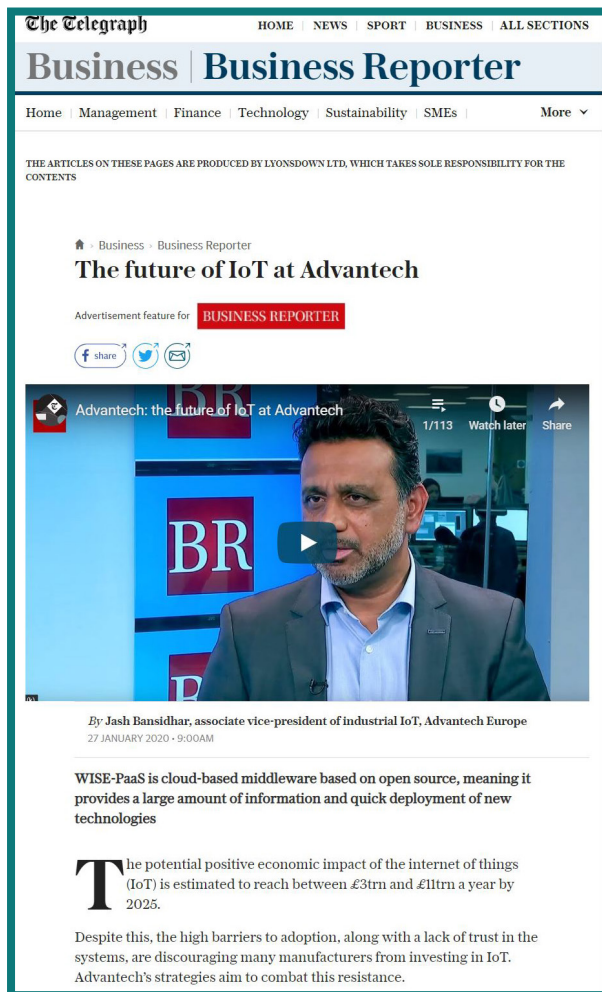 The Telegraph
HOME NEWS SPORT BUSINESS ALL SECTIONS
Business | Business Reporter
Home Management Finance Technology Sustainability SMEs More
THE ARTICLES ON THESE PAGES ARE PRODUCED BY LYONSDOWN LTD, WHICH TAKES SOLE RESPONSIBILITY FOR THE
CONTENTS
Business › Business Reporter
The future of IoT at Advantech
Advertisement feature for BUSINESS REPORTER
f share
BR
Advantech: the future of IoT at Advantech
1/113 Watch later Share
BR
By Jash Bansidhar, associate vice-president of industrial IoT, Advantech Europe
27 JANUARY 2020 • 9:00AM
WISE-PaaS is cloud-based middleware based on open source, meaning it
provides a large amount of information and quick deployment of new
technologies
The potential positive economic impact of the internet of things
(IoT) is estimated to reach between £3trn and £11trn a year by
2025.
Despite this, the high barriers to adoption, along with a lack of trust in the
systems, are discouraging many manufacturers from investing in IoT.
Advantech's strategies aim to combat this resistance.